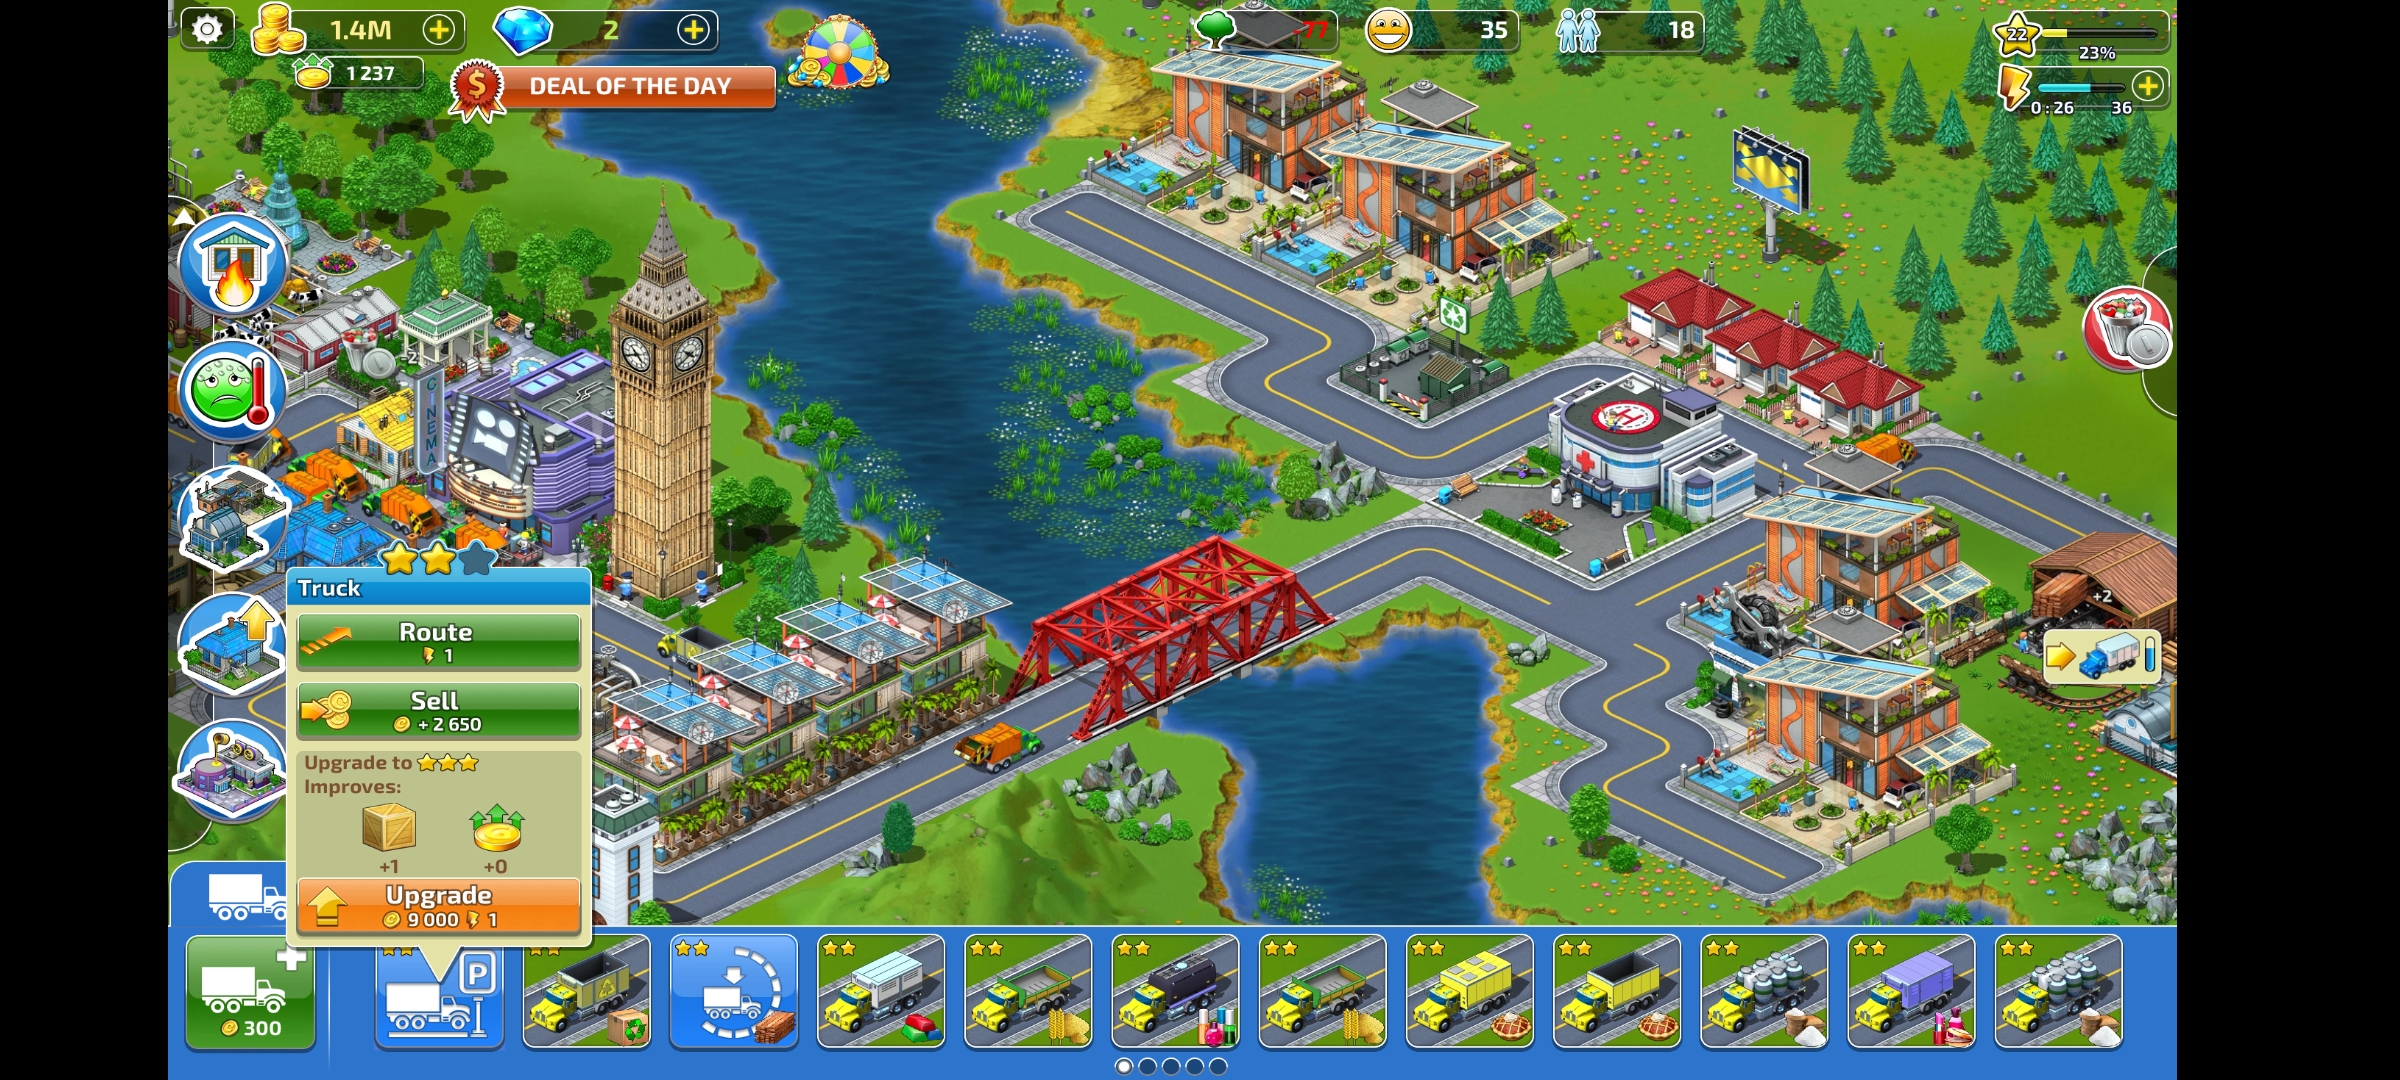 1.4M
2
-77
35
18
22
23%
1 237
DEAL OF THE DAY
0:26
36
-2
CINEMA
+2
Truck
Route
1
Sell
+2 650
Upgrade to
Improves:
+1
+0
Upgrade
9 000 1
P
300